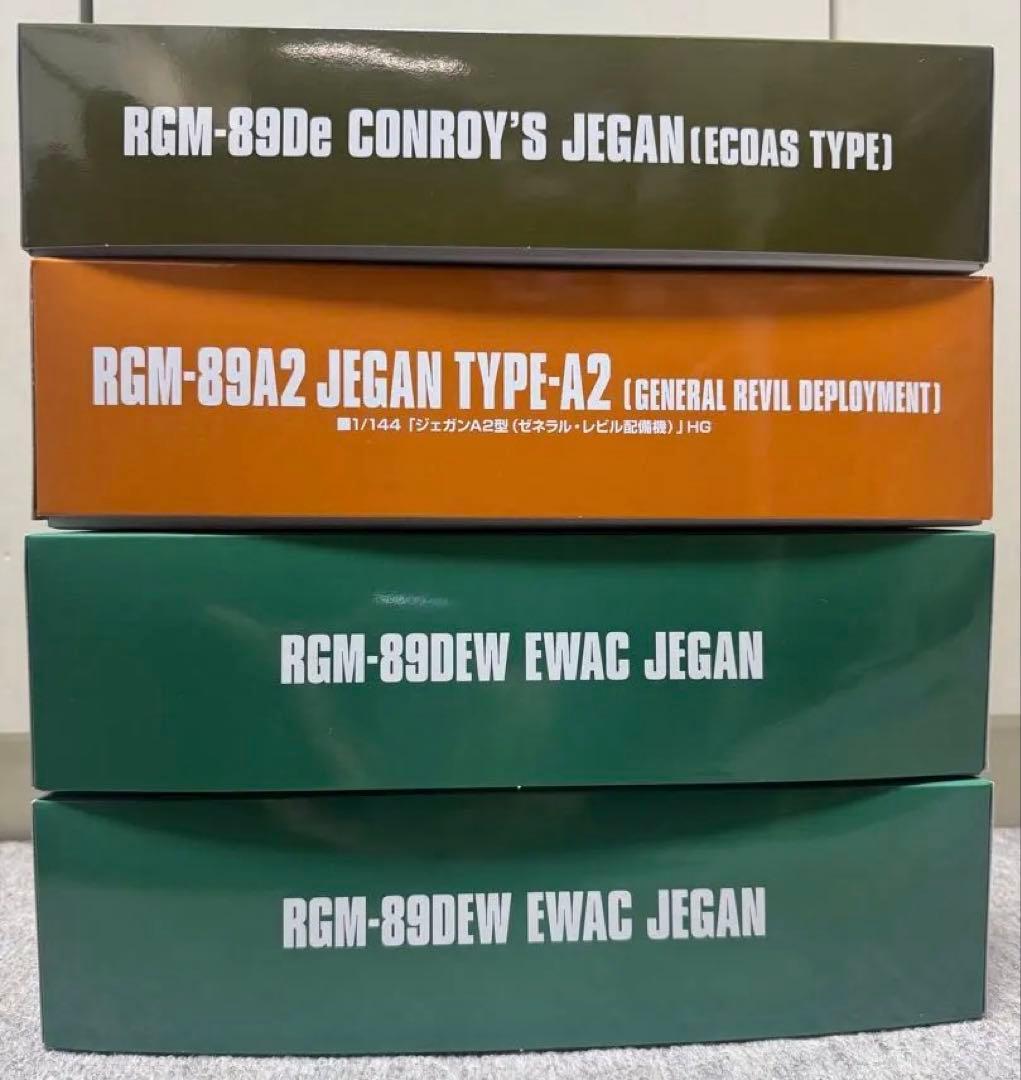 RGM-89De CONROY'S JEGAN (ECOAS TYPE)
RGM-89A2 JEGAN TYPE-A2 (GENERAL REVIL DEPLOYMENT)
■1/144「ジェガンA2型(ゼネラル・レビル配備機)」HG
RGM-89DEW EWAC JEGAN
RGM-89DEW EWAC JEGAN